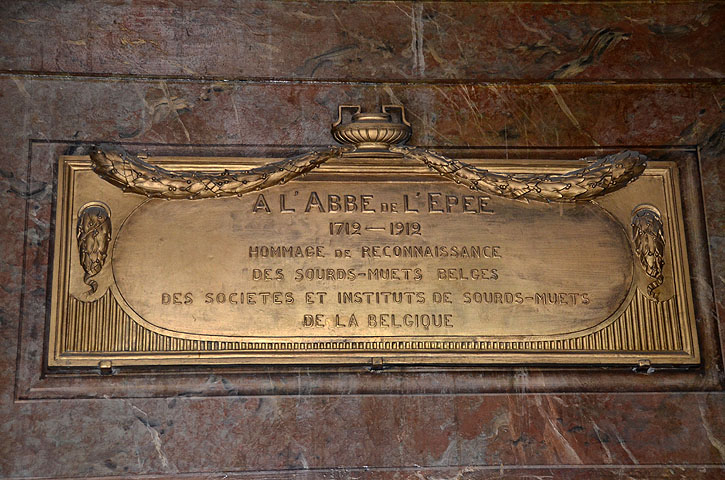 A L'ABBE DE L'EPEE
1712 — 1912
HOMMAGE DE RECONNAISSANCE
DES SOURDS-MUETS BELGES
DES SOCIETES ET INSTITUTS DE SOURDS-MUETS
DE LA BELGIQUE